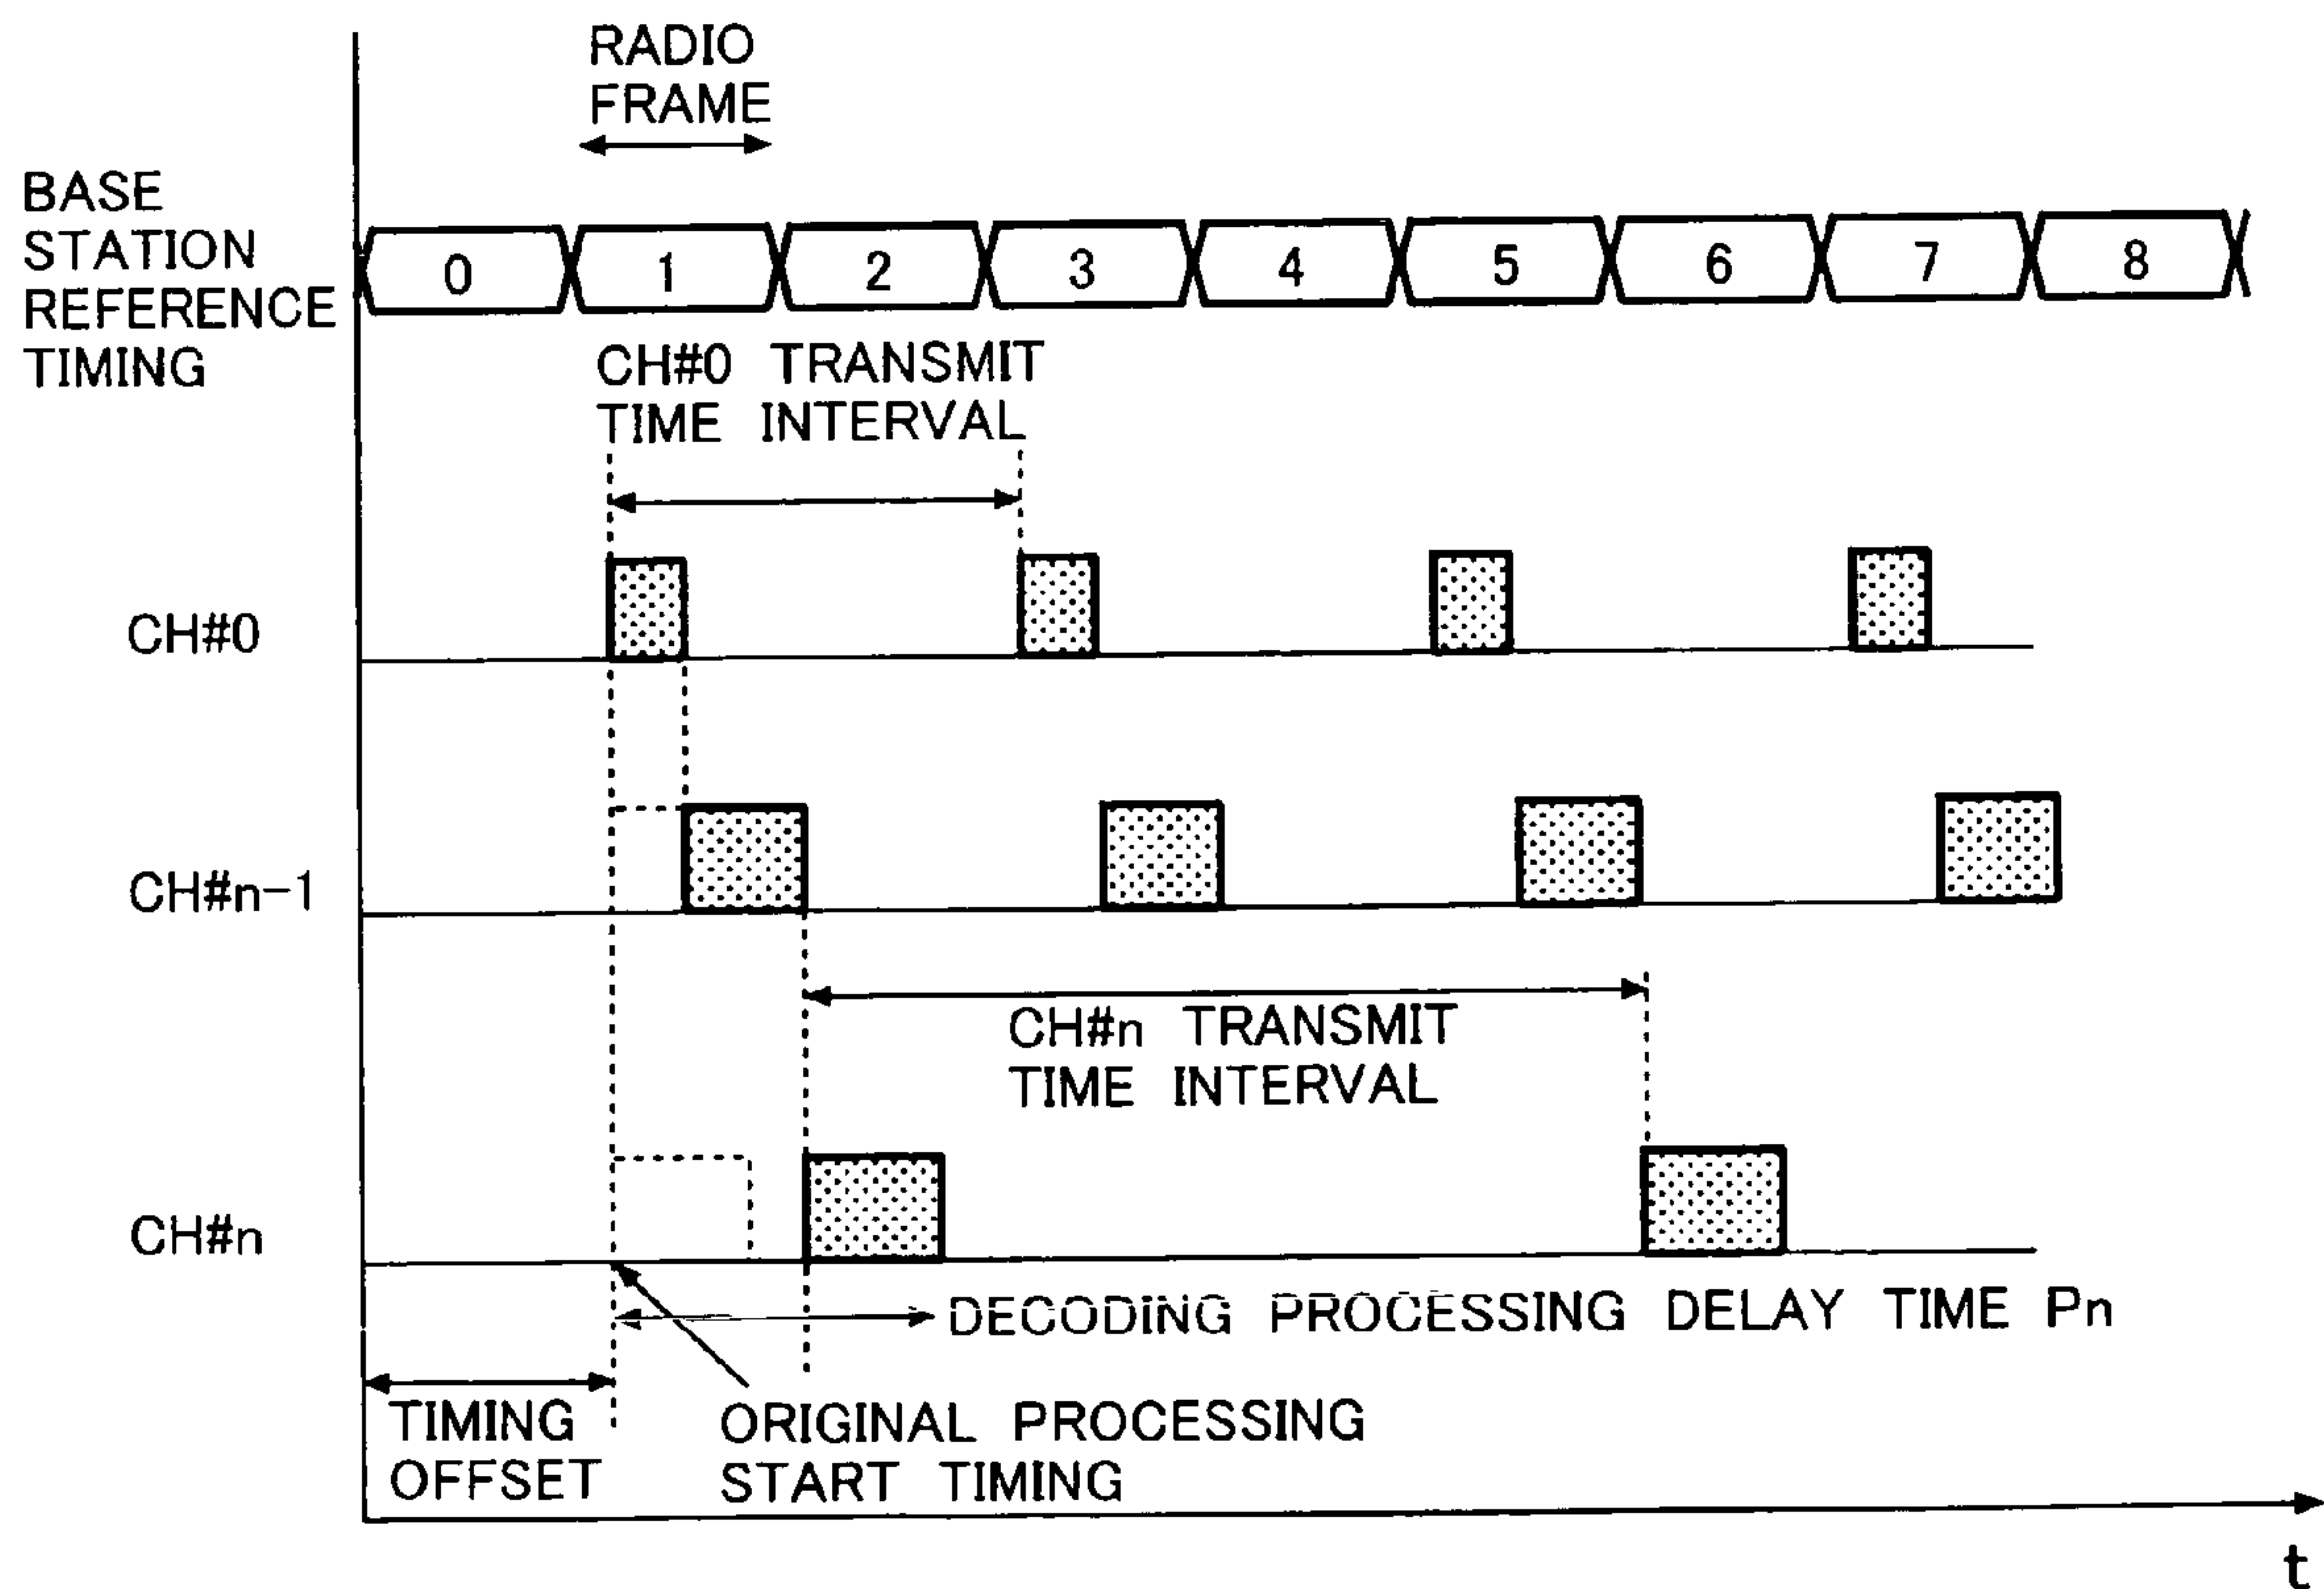 RADIO
FRAME
BASE
STATION
REFERENCE
TIMING
0 1 2 3 4 5 6 7 8
CH#0 TRANSMIT
TIME INTERVAL
CH#0
CH#n-1
CH#n TRANSMIT
TIME INTERVAL
CH#n
DECODING PROCESSING DELAY TIME Pn
TIMING
OFFSET
ORIGINAL PROCESSING
START TIMING
t